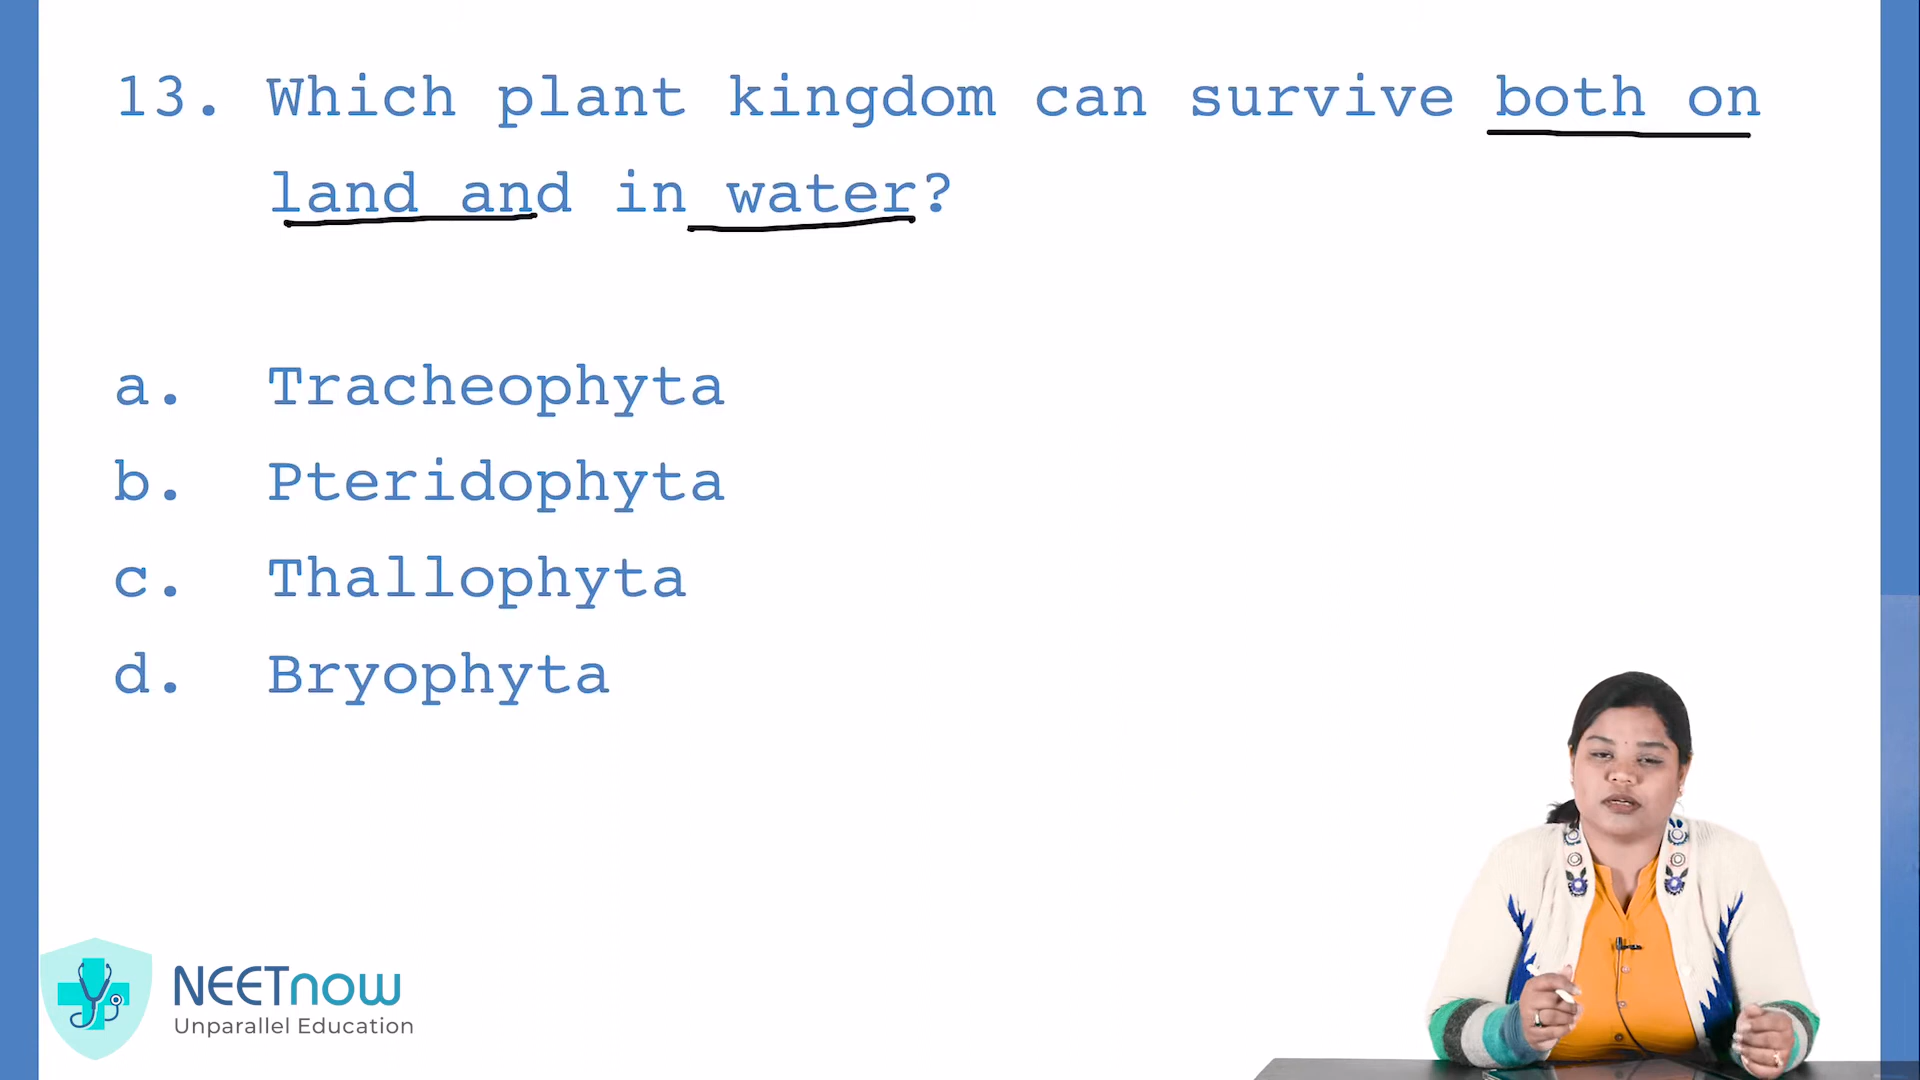 13. Which plant kingdom can survive both on
land and in water?
a. Tracheophyta
b. Pteridophyta
c. Thallophyta
d. Bryophyta
NEETnow
Unparallel Education